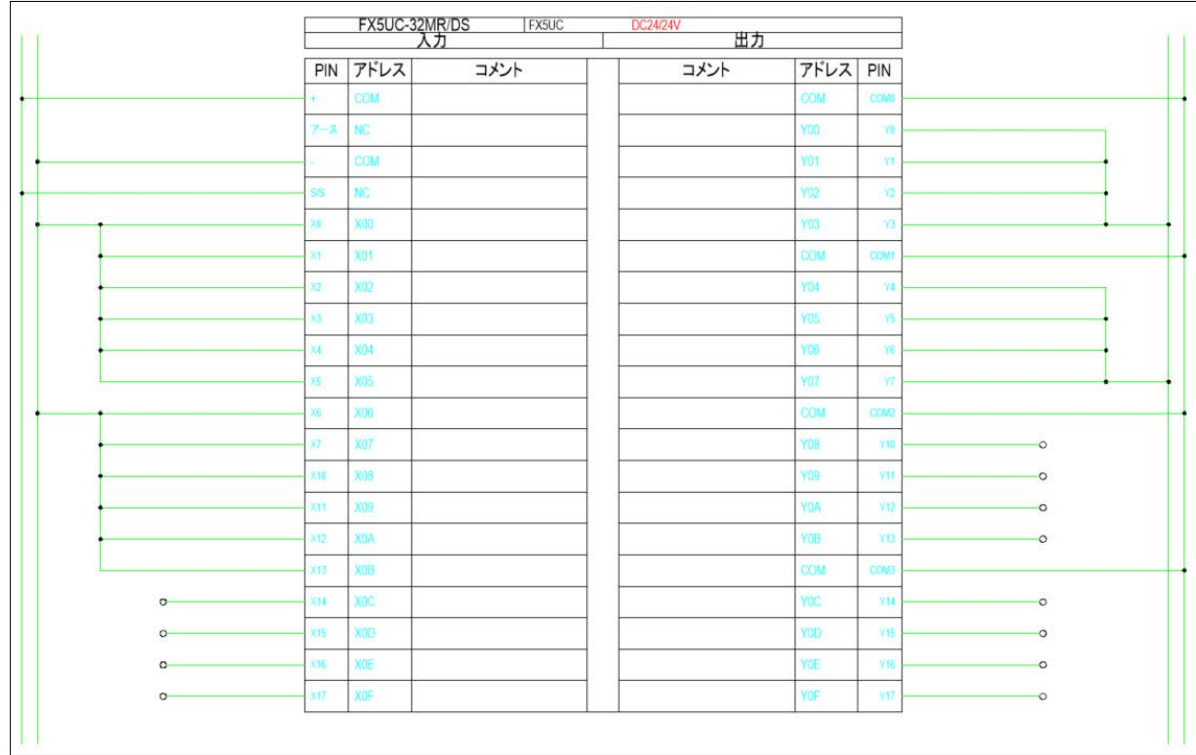 FX5UC-32MR/DS FX5UC DC24/24V
入力 出力
PIN アドレス コメント コメント アドレス PIN
+ COM COM COM0
アース NC Y00 Y0
- COM Y01 Y1
S/S NC Y02 Y2
X0 X00 Y03 Y3
X1 X01 COM COM1
X2 X02 Y04 Y4
X3 X03 Y05 Y5
X4 X04 Y06 Y6
X5 X05 Y07 Y7
X6 X06 COM COM2
X7 X07 Y08 Y10
X10 X08 Y09 Y11
X11 X09 Y0A Y12
X12 X0A Y0B Y13
X13 X0B COM COM3
X14 X0C Y0C Y14
X15 X0D Y0D Y15
X16 X0E Y0E Y16
X17 X0F Y0F Y17